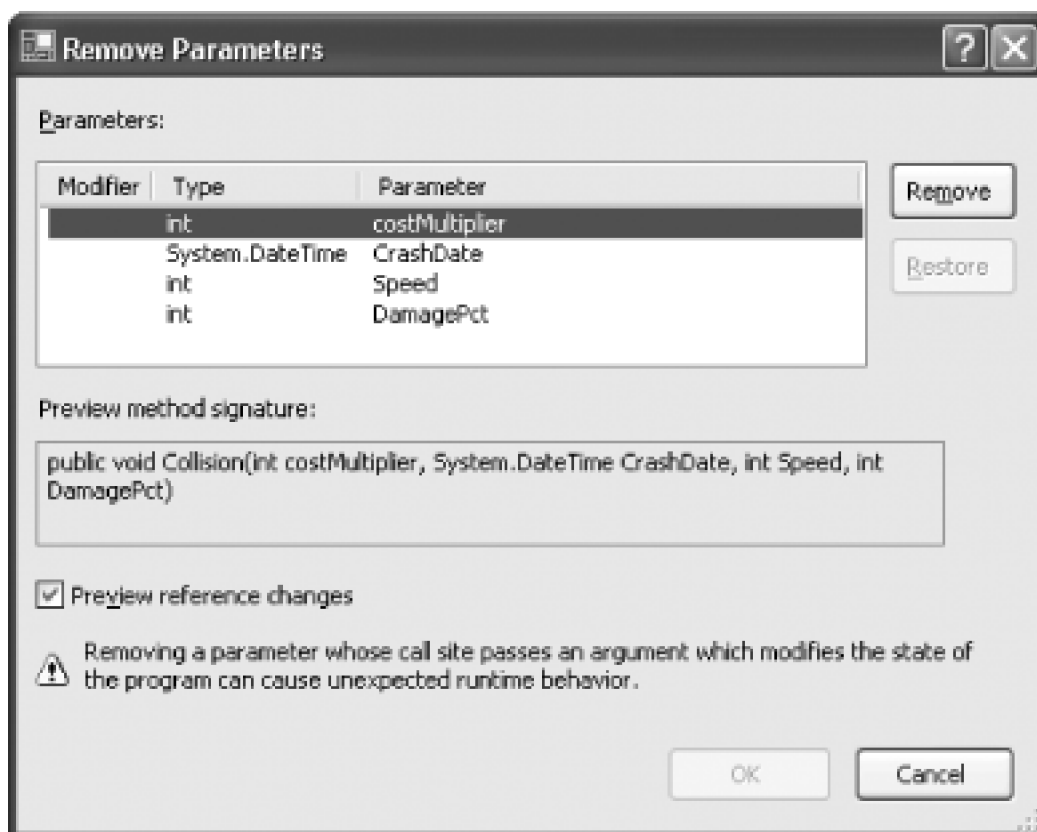 Remove Parameters
Parameters:
Modifier Type Parameter
int costMultiplier
System.DateTime CrashDate
int Speed
int DamagePct
Remove
Restore
Preview method signature:
public void Collision(int costMultiplier, System.DateTime CrashDate, int Speed, int
DamagePct)
Preview reference changes
Removing a parameter whose call site passes an argument which modifies the state of
the program can cause unexpected runtime behavior.
OK Cancel